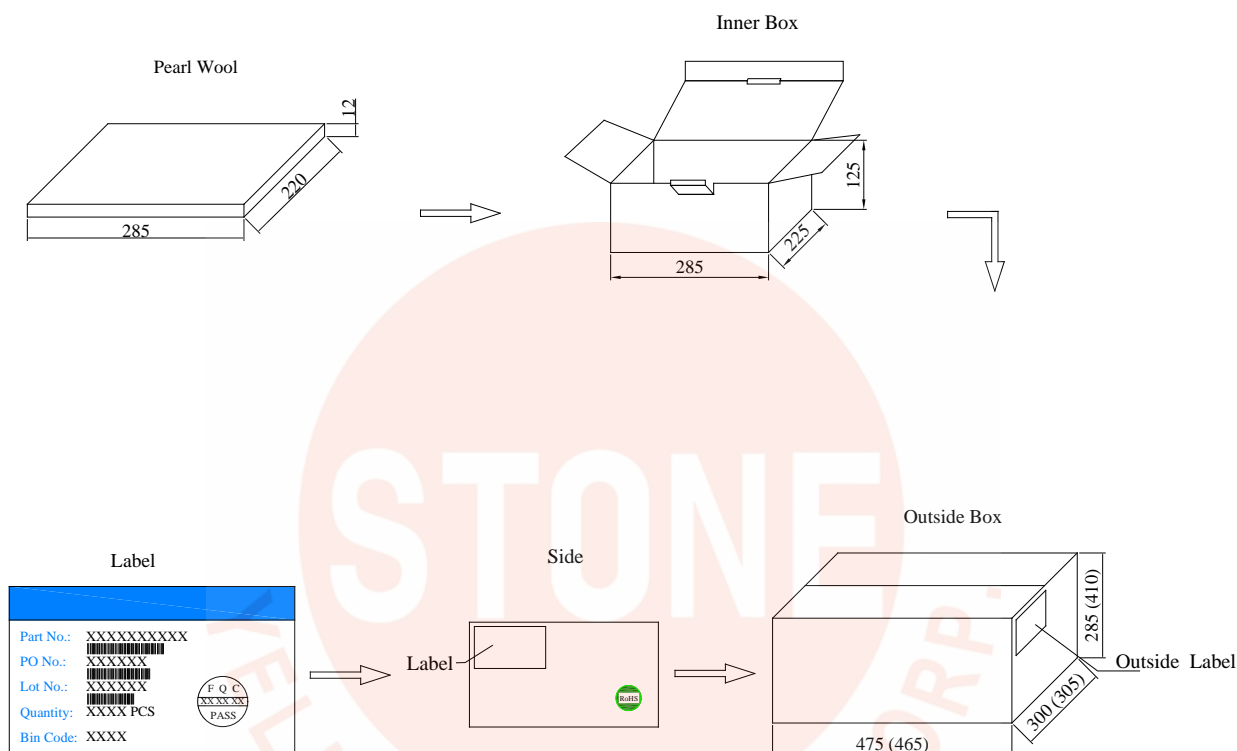 Inner Box
Pearl Wool
12
220
285
125
225
285
STONE
Outside Box
Label
Side
Part No.: XXXXXXXXXX
PO No.: XXXXXX
Lot No.: XXXXXX
Quantity: XXXX PCS
Bin Code: XXXX
F Q C
XX XX XX
PASS
Label
RoHS
285 (410)
Outside Label
300 (305)
475 (465)
CORP.